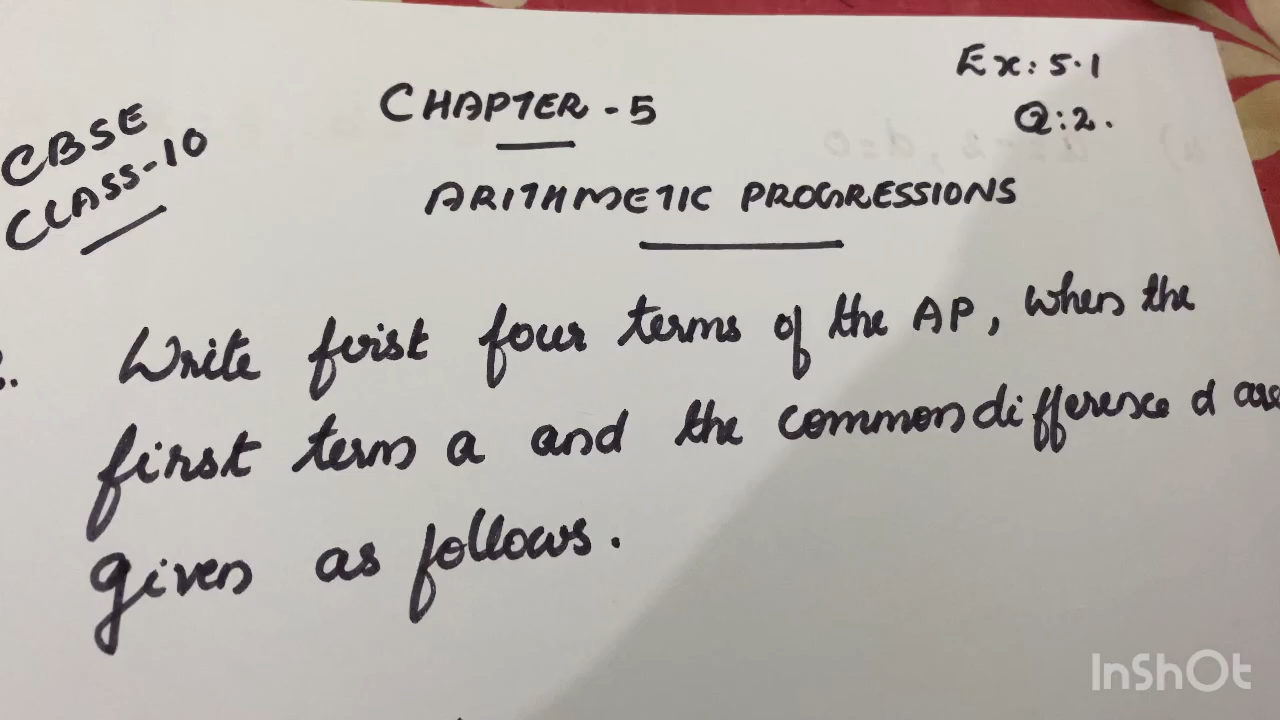 CBSE
CLASS-10
CHAPTER - 5
Ex: 5.1
Q:2.
ARITHMETIC PROGRESSIONS
Write first four terms of the AP, when the
first term a and the common difference d are
given as follows.
InShOt